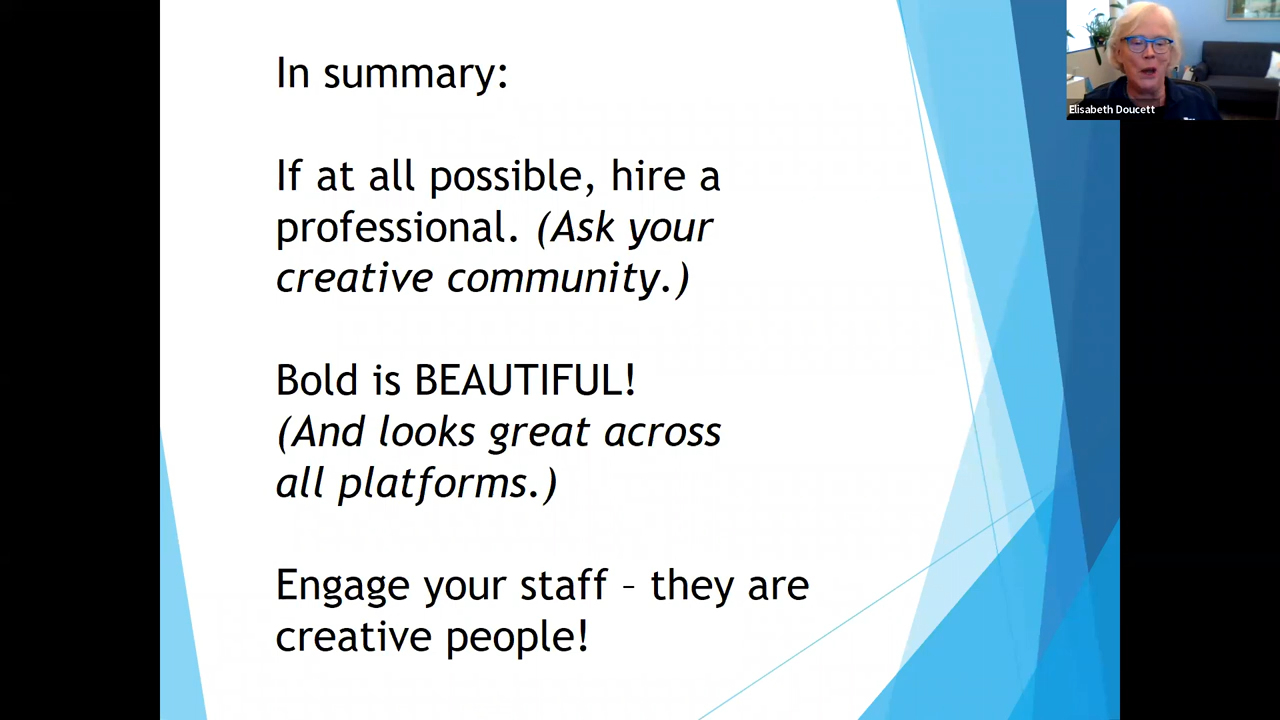 In summary:
If at all possible, hire a
professional. (Ask your
creative community.)
Bold is BEAUTIFUL!
(And looks great across
all platforms.)
Engage your staff – they are
creative people!
Elisabeth Doucett